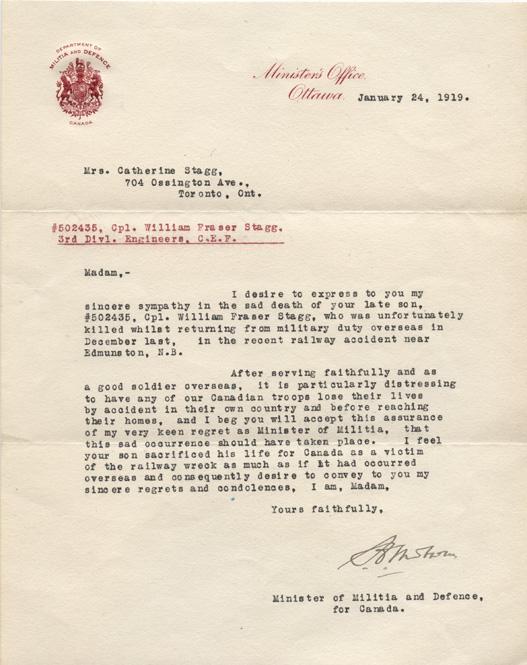 DEPARTMENT OF
MILITIA AND DEFENCE
CANADA
Minister's Office,
Ottawa. January 24, 1919.
Mrs. Catherine Stagg,
704 Ossington Ave.,
Toronto, Ont.
#502435, Cpl. William Fraser Stagg.
3rd Divl. Engineers, C.E.F.
Madam,-
I desire to express to you my
sincere sympathy in the sad death of your late son,
#502435, Cpl. William Fraser Stagg, who was unfortunately
killed whilst returning from military duty overseas in
December last, in the recent railway accident near
Edmunston, N.B.
After serving faithfully and as
a good soldier overseas, it is particularly distressing
to have any of our Canadian troops lose their lives
by accident in their own country and before reaching
their homes, and I beg you will accept this assurance
of my very keen regret as Minister of Militia, that
this sad occurrence should have taken place. I feel
your son sacrificed his life for Canada as a victim
of the railway wreck as much as if it had occurred
overseas and consequently desire to convey to you my
sincere regrets and condolences, I am, Madam,
Yours faithfully,
Minister of Militia and Defence,
for Canada.